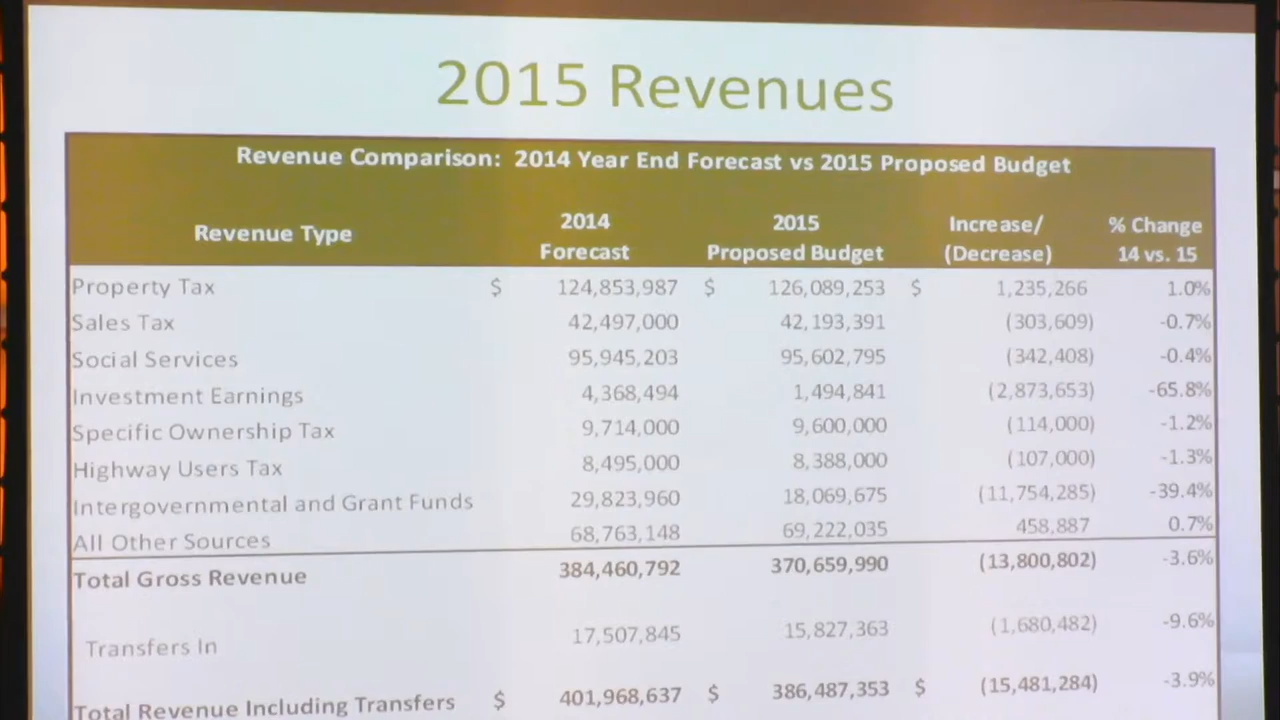 2015 Revenues
Revenue Comparison: 2014 Year End Forecast vs 2015 Proposed Budget
Revenue Type 2014 Forecast 2015 Proposed Budget Increase/ (Decrease) % Change 14 vs. 15
Property Tax $ 124,853,987 $ 126,089,253 $ 1,235,266 1.0%
Sales Tax 42,497,000 42,193,391 (303,609) -0.7%
Social Services 95,945,203 95,602,795 (342,408) -0.4%
Investment Earnings 4,368,494 1,494,841 (2,873,653) -65.8%
Specific Ownership Tax 9,714,000 9,600,000 (114,000) -1.2%
Highway Users Tax 8,495,000 8,388,000 (107,000) -1.3%
Intergovernmental and Grant Funds 29,823,960 18,069,675 (11,754,285) -39.4%
All Other Sources 68,763,148 69,222,035 458,887 0.7%
Total Gross Revenue 384,460,792 370,659,990 (13,800,802) -3.6%
Transfers In 17,507,845 15,827,363 (1,680,482) -9.6%
Total Revenue Including Transfers $ 401,968,637 $ 386,487,353 $ (15,481,284) -3.9%